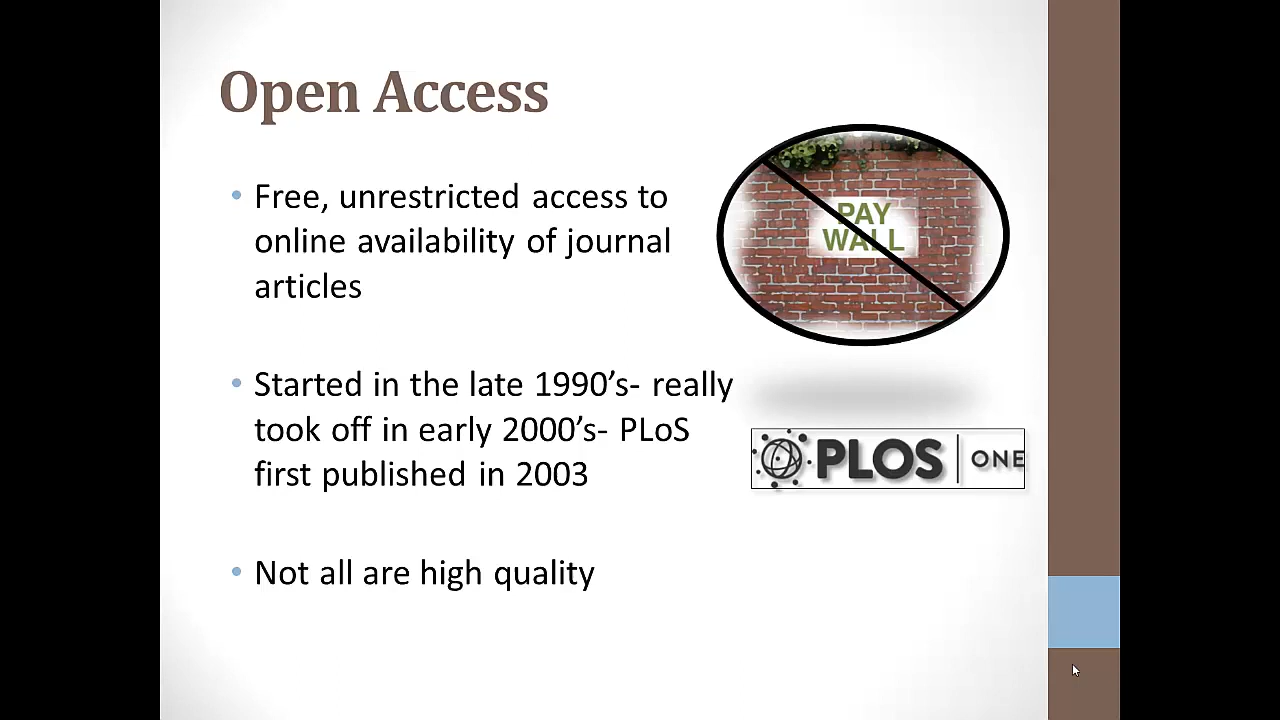 Open Access
• Free, unrestricted access to
online availability of journal
articles
PAY
WALL
• Started in the late 1990’s- really
took off in early 2000’s- PLoS
first published in 2003
PLOS | ONE
• Not all are high quality